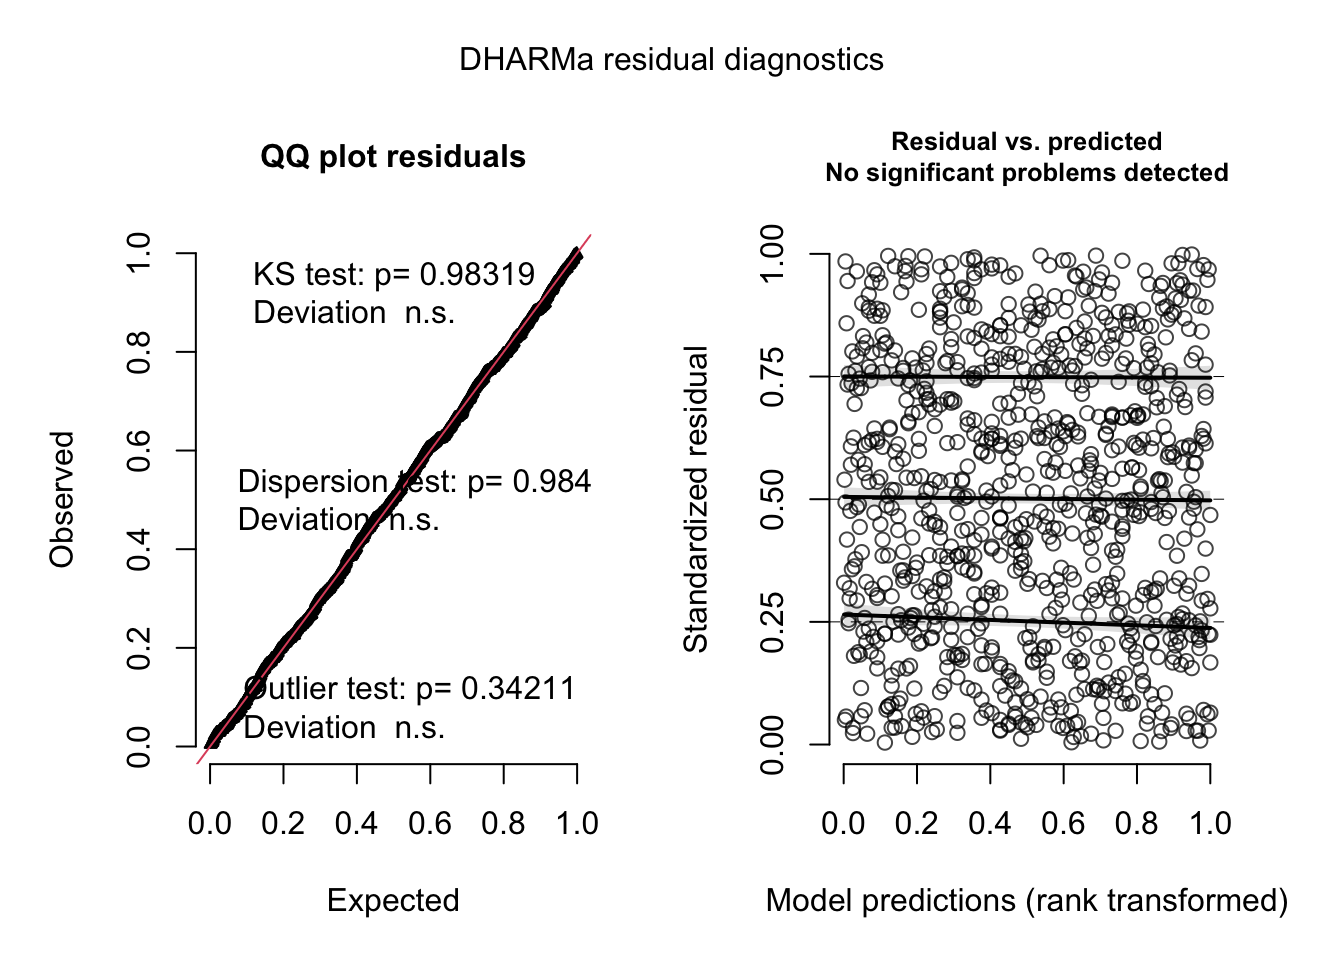 DHARMa residual diagnostics
QQ plot residuals
KS test: p= 0.98319
Deviation  n.s.
Dispersion test: p= 0.984
Deviation  n.s.
Outlier test: p= 0.34211
Deviation  n.s.
Observed
1.0
0.8
0.6
0.4
0.2
0.0
0.0 0.2 0.4 0.6 0.8 1.0
Expected
Residual vs. predicted
No significant problems detected
Standardized residual
1.00
0.75
0.50
0.25
0.00
0.0 0.2 0.4 0.6 0.8 1.0
Model predictions (rank transformed)